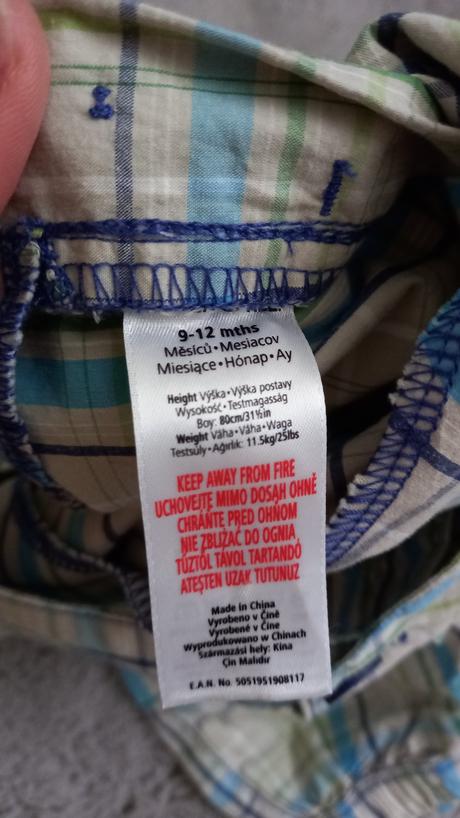 9-12 mths
Měsíců • Mesiacov
Miesiące • Hónap • Ay
Height Výška • Výška postavy
Wysokość • Testmagasság
Boy: 80cm/31½in
Weight Váha • Váha • Waga
Testsúly • Ağırlık: 11.5kg/25lbs
KEEP AWAY FROM FIRE
UCHOVEJTE MIMO DOSAH OHNĚ
CHRÁŇTE PRED OHŇOM
NIE ZBLIŻAĆ DO OGNIA
TŰZTŐL TÁVOL TARTANDÓ
ATEŞTEN UZAK TUTUNUZ
Made in China
Vyrobeno v Číně
Vyrobené v Číne
Wyprodukowano w Chinach
Származási hely: Kína
Çin Malıdır
E.A.N. No. 5051951908117